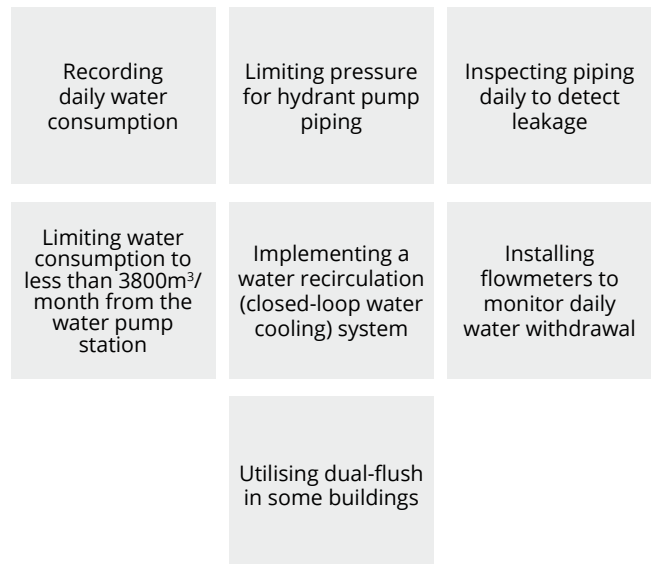 Recording
daily water
consumption
Limiting pressure
for hydrant pump
piping
Inspecting piping
daily to detect
leakage
Limiting water
consumption to
less than 3800m³/
month from the
water pump
station
Implementing a
water recirculation
(closed-loop water
cooling) system
Installing
flowmeters to
monitor daily
water withdrawal
Utilising dual-flush
in some buildings